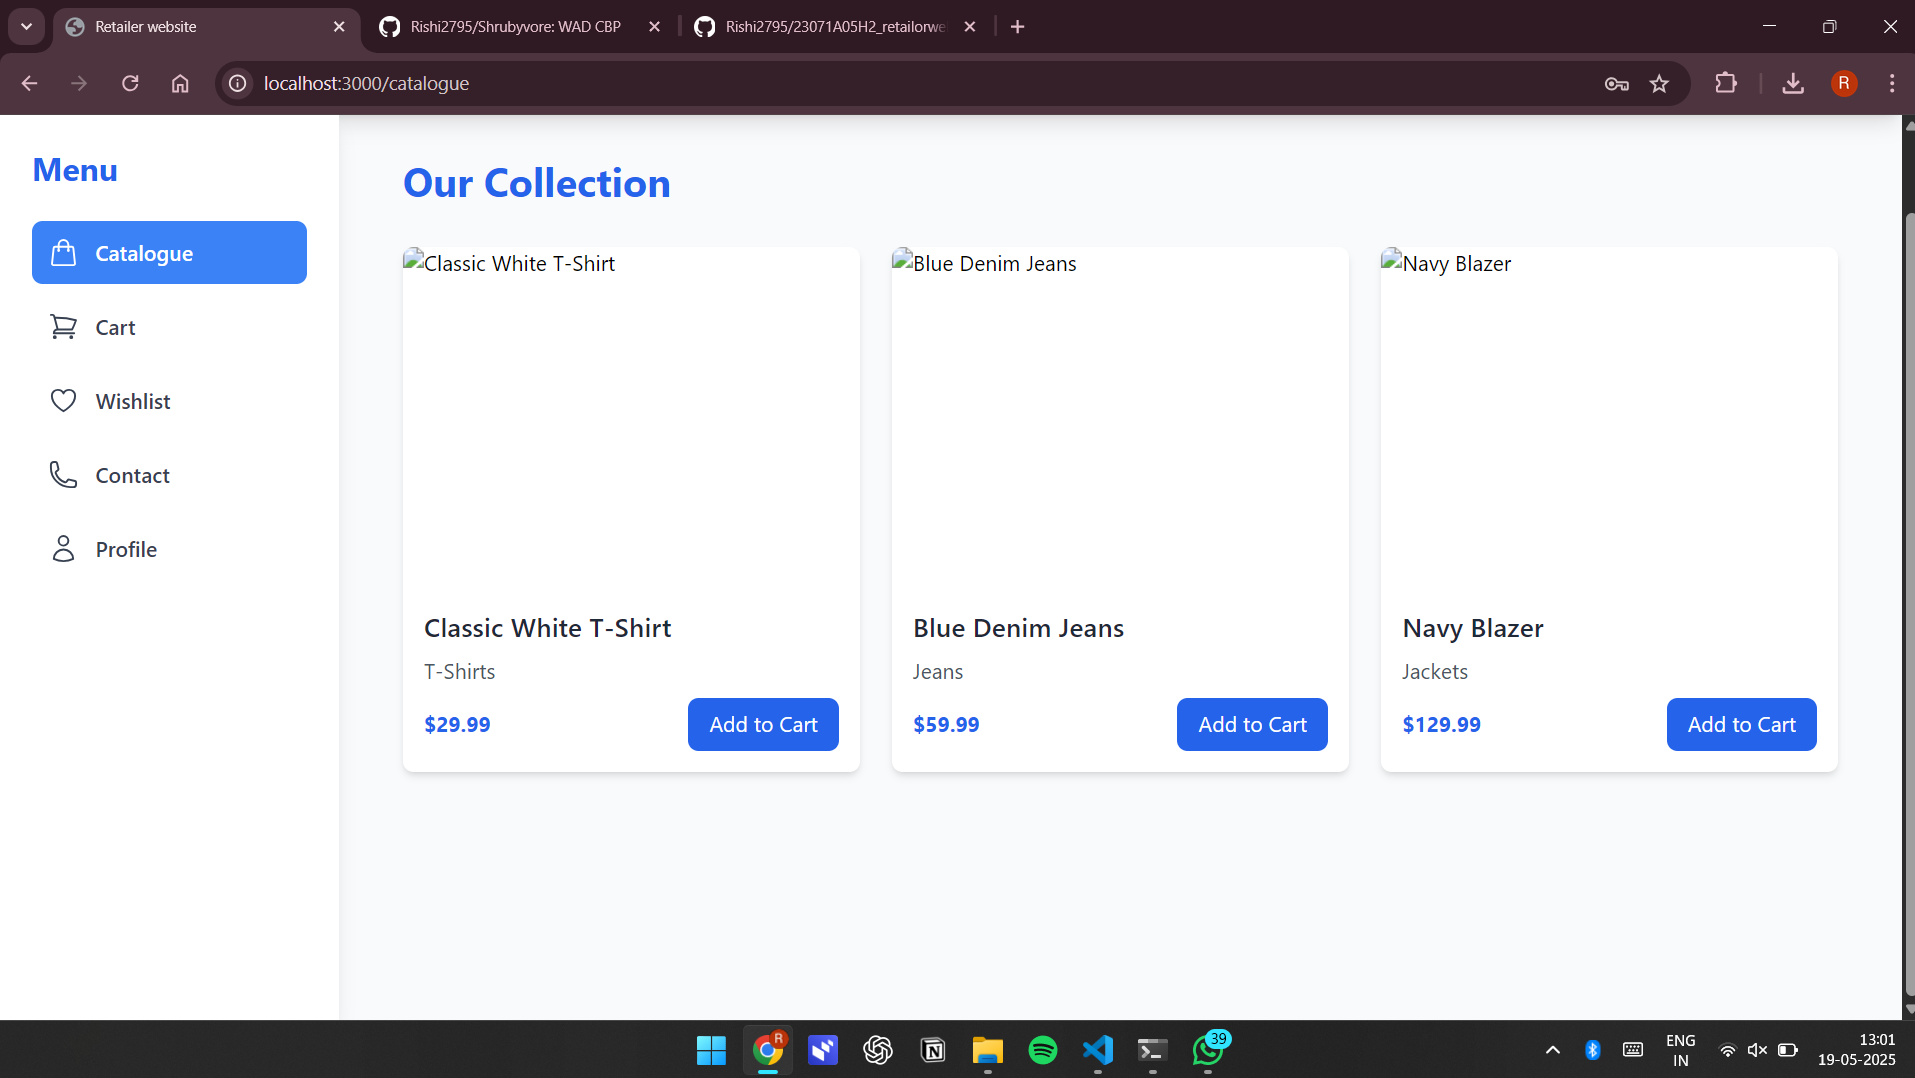 Retailer website
Rishi2795/Shrubyvore: WAD CBP
Rishi2795/23071A05H2_retailorwe
localhost:3000/catalogue
R
Menu
Catalogue
Cart
Wishlist
Contact
Profile
Our Collection
Classic White T-Shirt
Blue Denim Jeans
Navy Blazer
Classic White T-Shirt
T-Shirts
$29.99
Add to Cart
Blue Denim Jeans
Jeans
$59.99
Add to Cart
Navy Blazer
Jackets
$129.99
Add to Cart
R
39
ENG
IN
13:01
19-05-2025